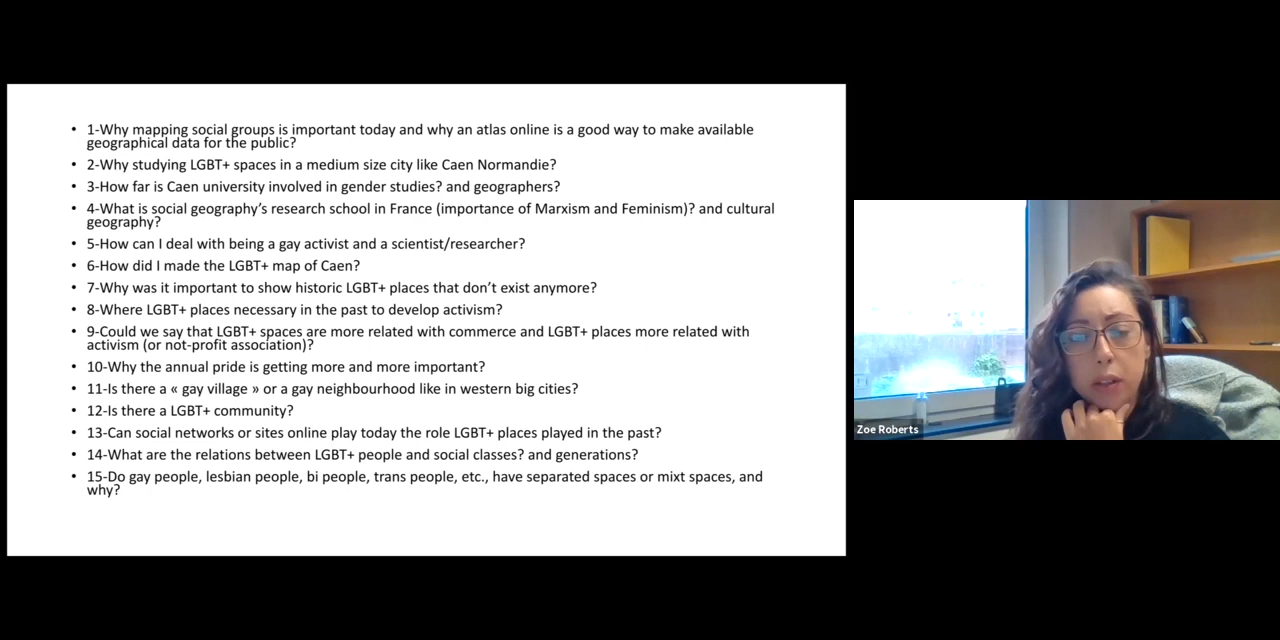 • 1-Why mapping social groups is important today and why an atlas online is a good way to make available
geographical data for the public?
• 2-Why studying LGBT+ spaces in a medium size city like Caen Normandie?
• 3-How far is Caen university involved in gender studies? and geographers?
• 4-What is social geography's research school in France (importance of Marxism and Feminism)? and cultural
geography?
• 5-How can I deal with being a gay activist and a scientist/researcher?
• 6-How did I made the LGBT+ map of Caen?
• 7-Why was it important to show historic LGBT+ places that don't exist anymore?
• 8-Where LGBT+ places necessary in the past to develop activism?
• 9-Could we say that LGBT+ spaces are more related with commerce and LGBT+ places more related with
activism (or not-profit association)?
• 10-Why the annual pride is getting more and more important?
• 11-Is there a « gay village » or a gay neighbourhood like in western big cities?
• 12-Is there a LGBT+ community?
• 13-Can social networks or sites online play today the role LGBT+ places played in the past?
• 14-What are the relations between LGBT+ people and social classes? and generations?
• 15-Do gay people, lesbian people, bi people, trans people, etc., have separated spaces or mixt spaces, and
why?
Zoe Roberts